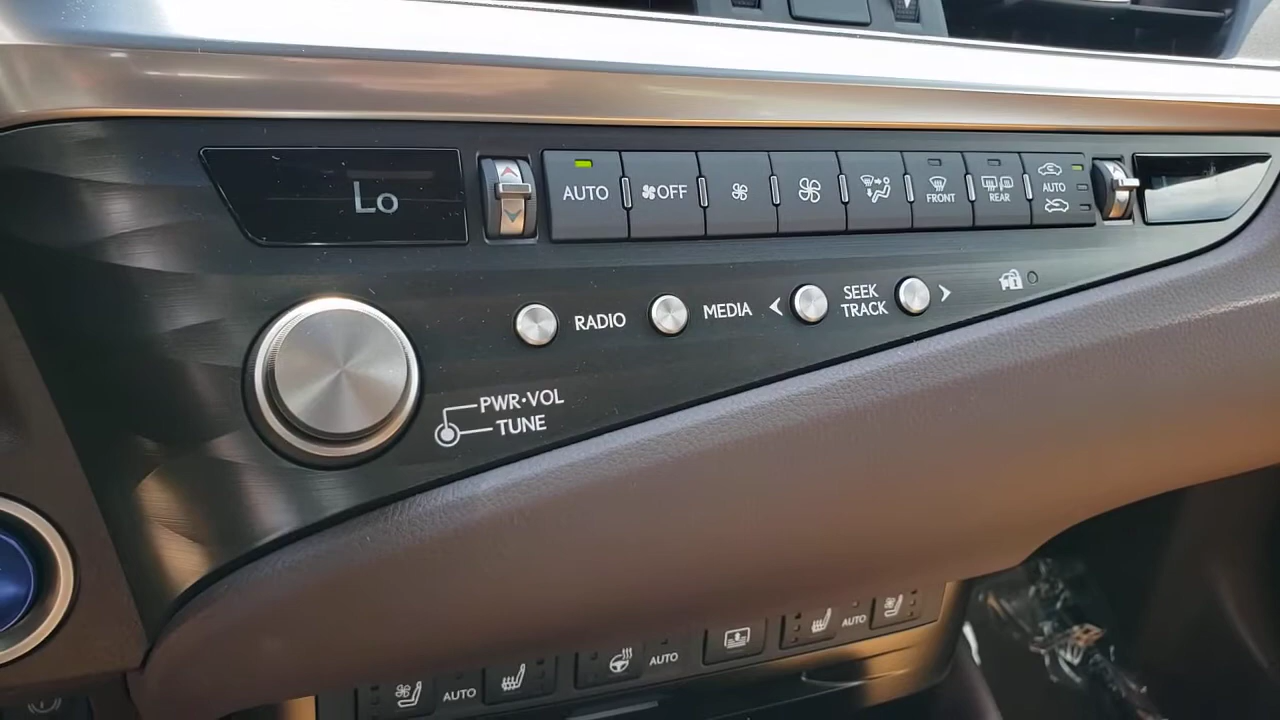 Lo
AUTO
OFF
FRONT
REAR
AUTO
RADIO
MEDIA
SEEK
TRACK
PWR·VOL
TUNE
AUTO
AUTO
AUTO